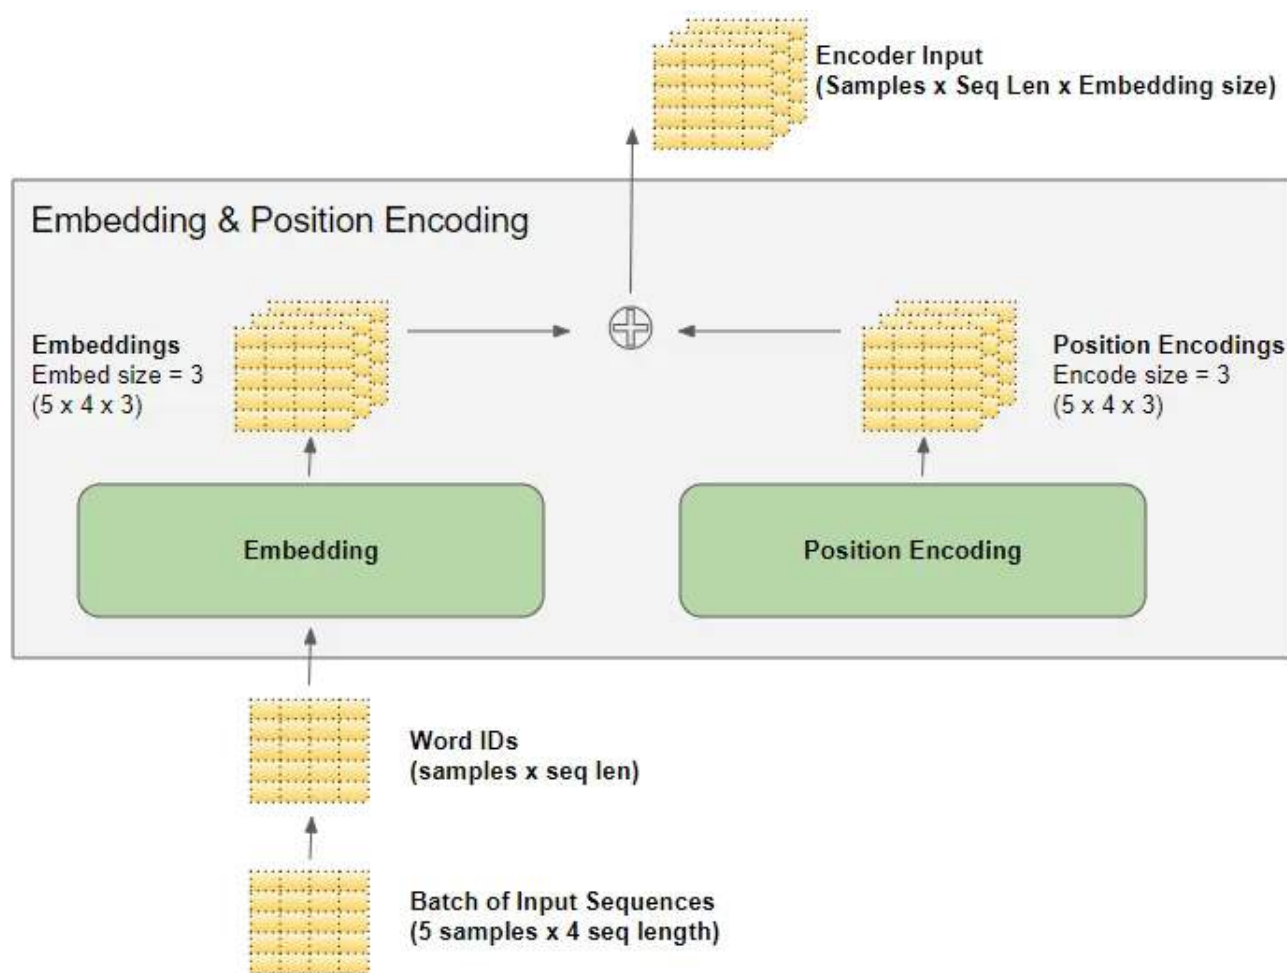 Encoder Input
(Samples x Seq Len x Embedding size)
Embedding & Position Encoding
Embeddings
Embed size = 3
(5 x 4 x 3)
Position Encodings
Encode size = 3
(5 x 4 x 3)
Embedding
Position Encoding
Word IDs
(samples x seq len)
Batch of Input Sequences
(5 samples x 4 seq length)